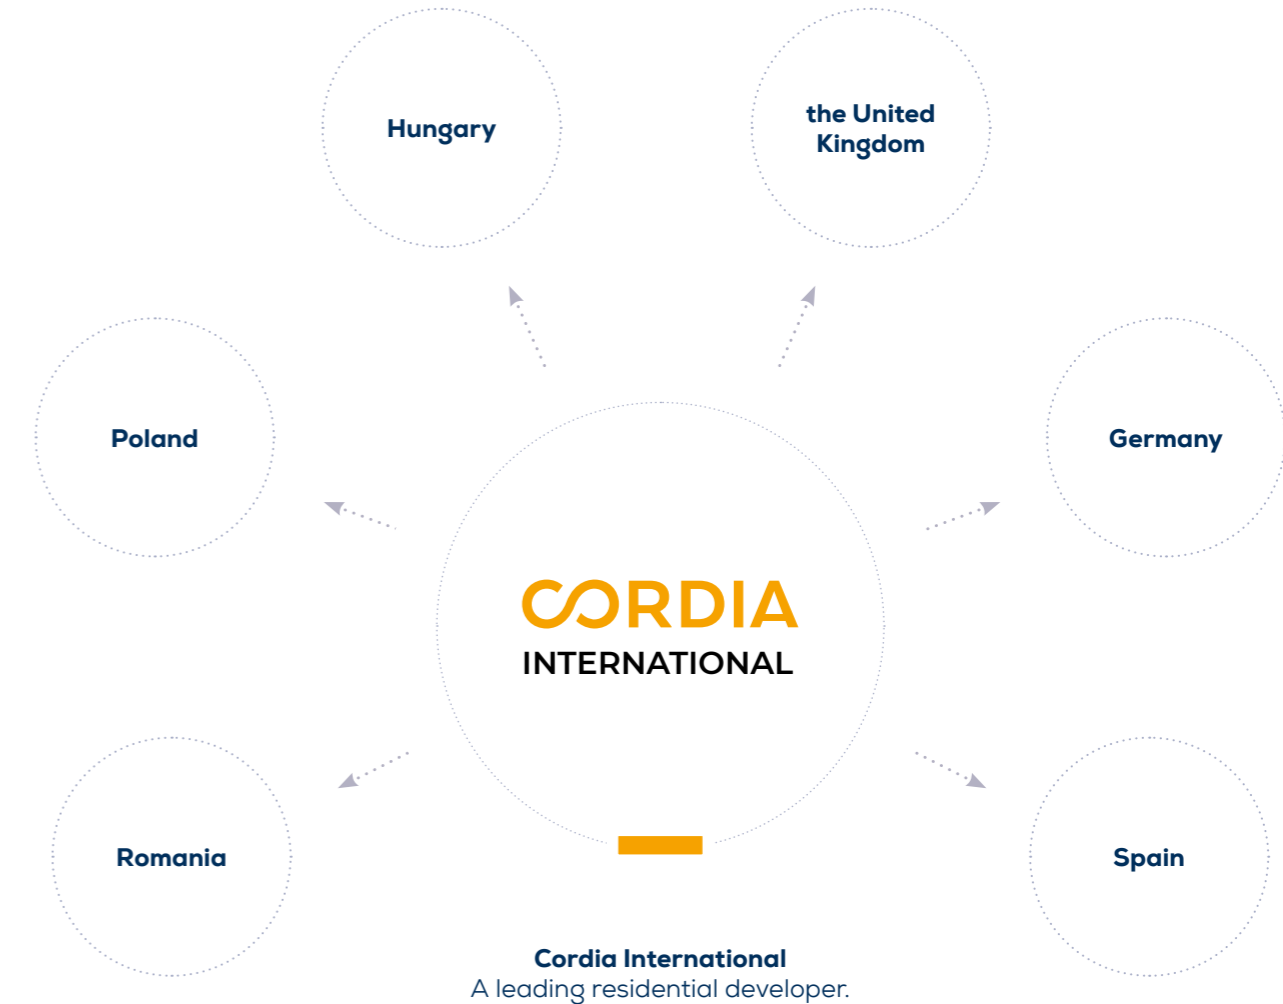 Hungary
the United
Kingdom
Poland
Germany
CORDIA
INTERNATIONAL
Romania
Spain
Cordia International
A leading residential developer.